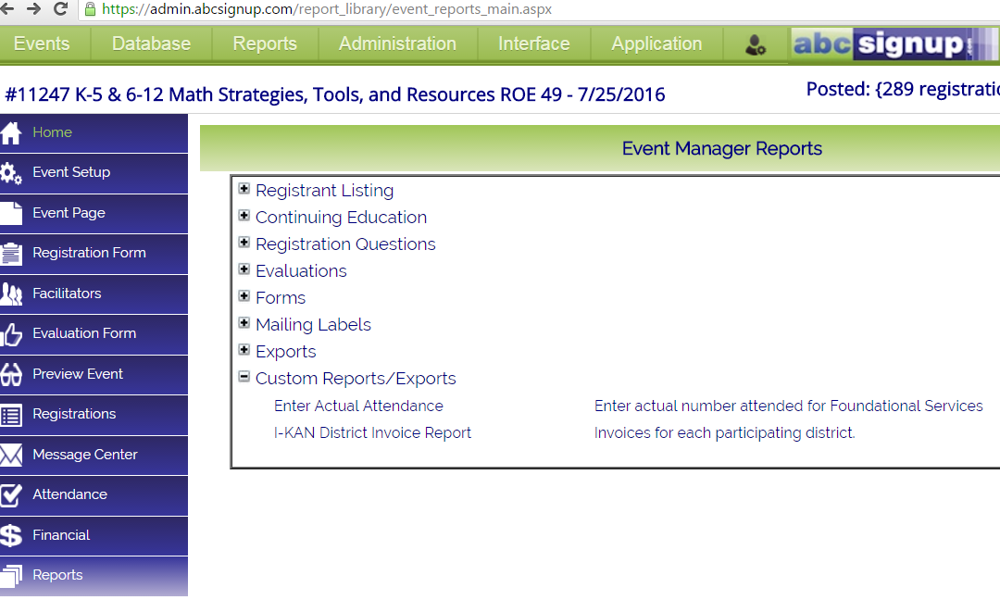 https://admin.abcsignup.com/report_library/event_reports_main.aspx
Events Database Reports Administration Interface Application abc signup
#11247 K-5 & 6-12 Math Strategies, Tools, and Resources ROE 49 - 7/25/2016
Posted: {289
Home
Event Setup
Event Page
Registration Form
Facilitators
Evaluation Form
Preview Event
Registrations
Message Center
Attendance
Financial
Reports
Event Manager Reports
Registrant Listing
Continuing Education
Registration Questions
Evaluations
Forms
Mailing Labels
Exports
Custom Reports/Exports
Enter Actual Attendance Enter actual number attended for Foundational Services
I-KAN District Invoice Report Invoices for each participating district.